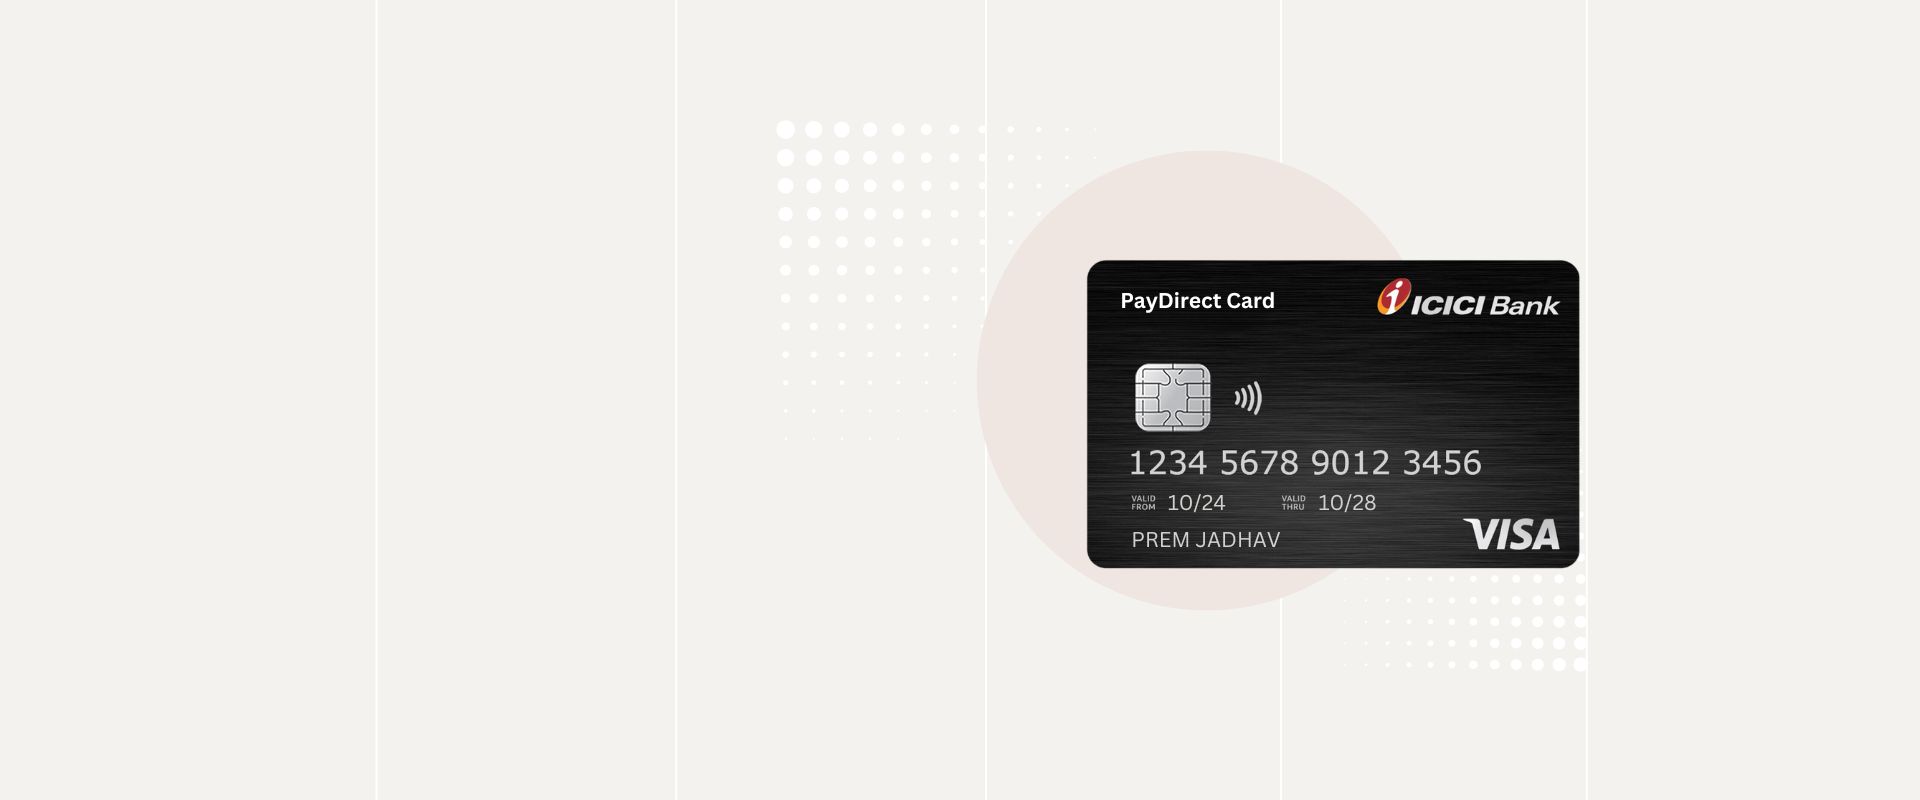 PayDirect Card
i ICICI Bank
1234 5678 9012 3456
VALID FROM 10/24 VALID THRU 10/28
PREM JADHAV
VISA